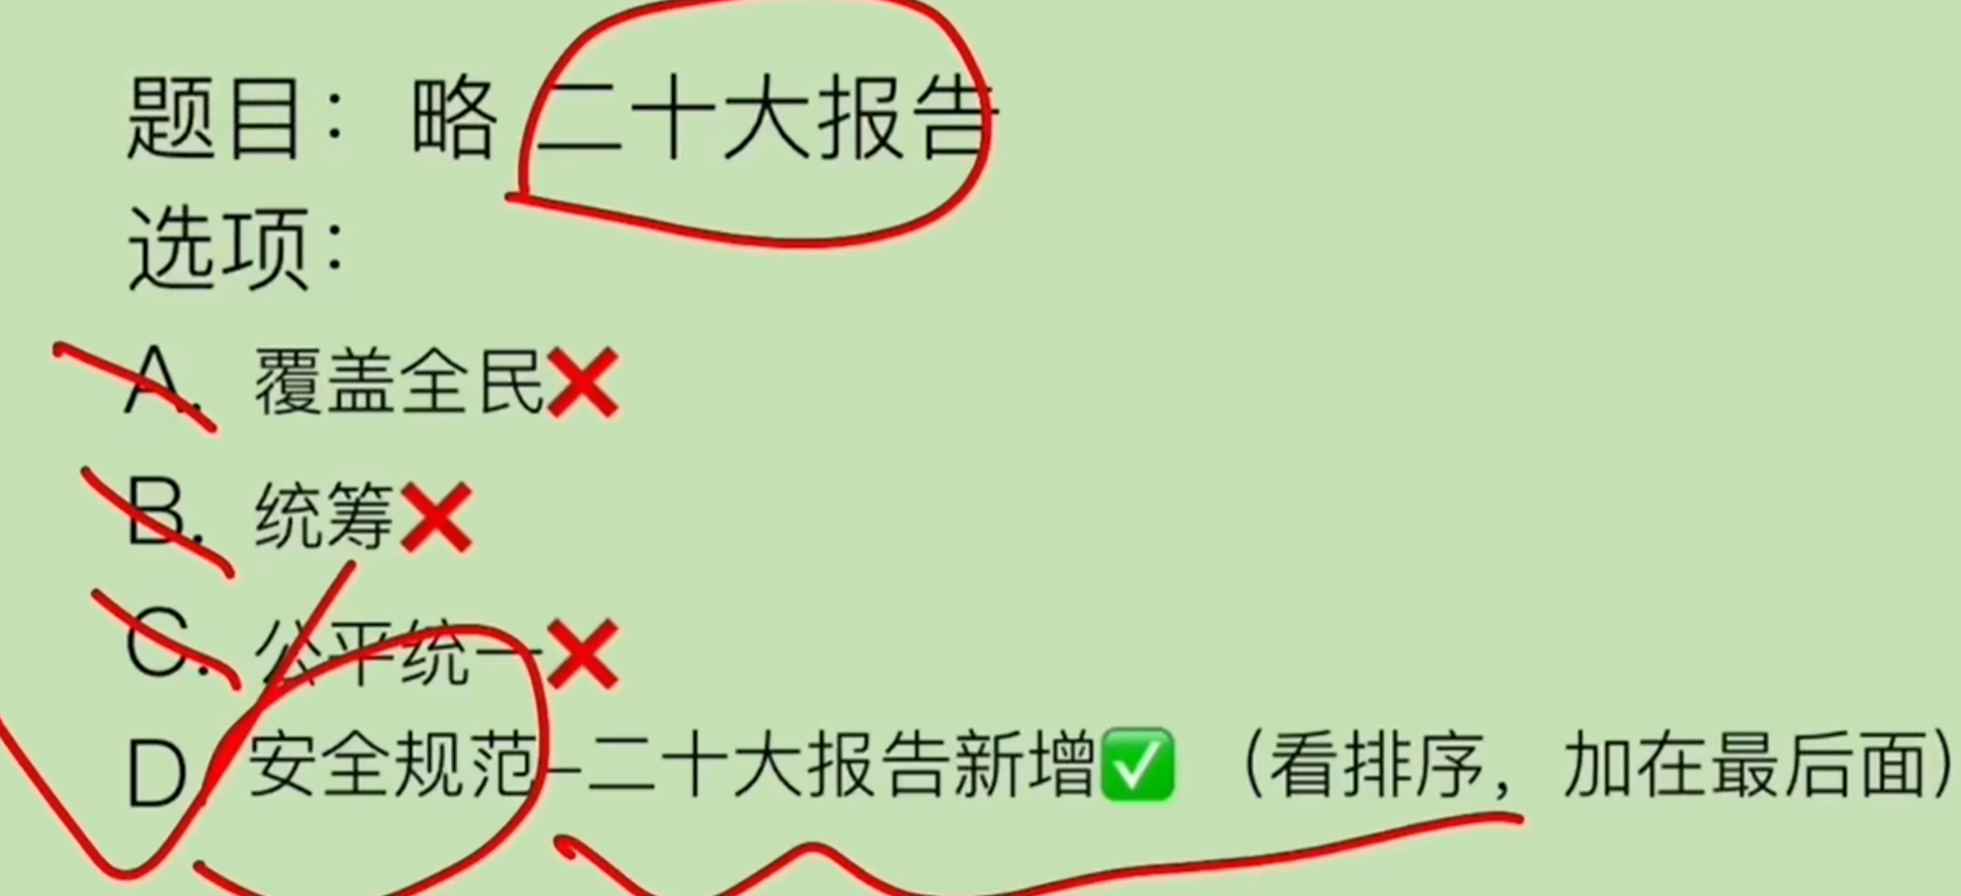 题目：略 二十大报告
选项：
A. 覆盖全民❌
B. 统筹❌
C. 公平统一❌
D. 安全规范-二十大报告新增✅（看排序，加在最后面）